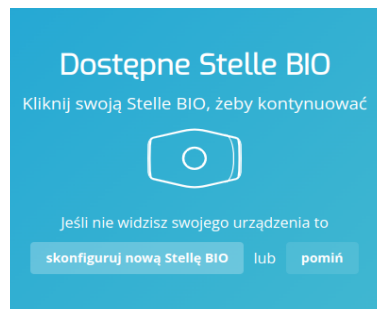 Dostępne Stelle BIO
Kliknij swoją Stelle BIO, żeby kontynuować
Jeśli nie widzisz swojego urządzenia to
skonfiguruj nową Stellę BIO lub pomiń